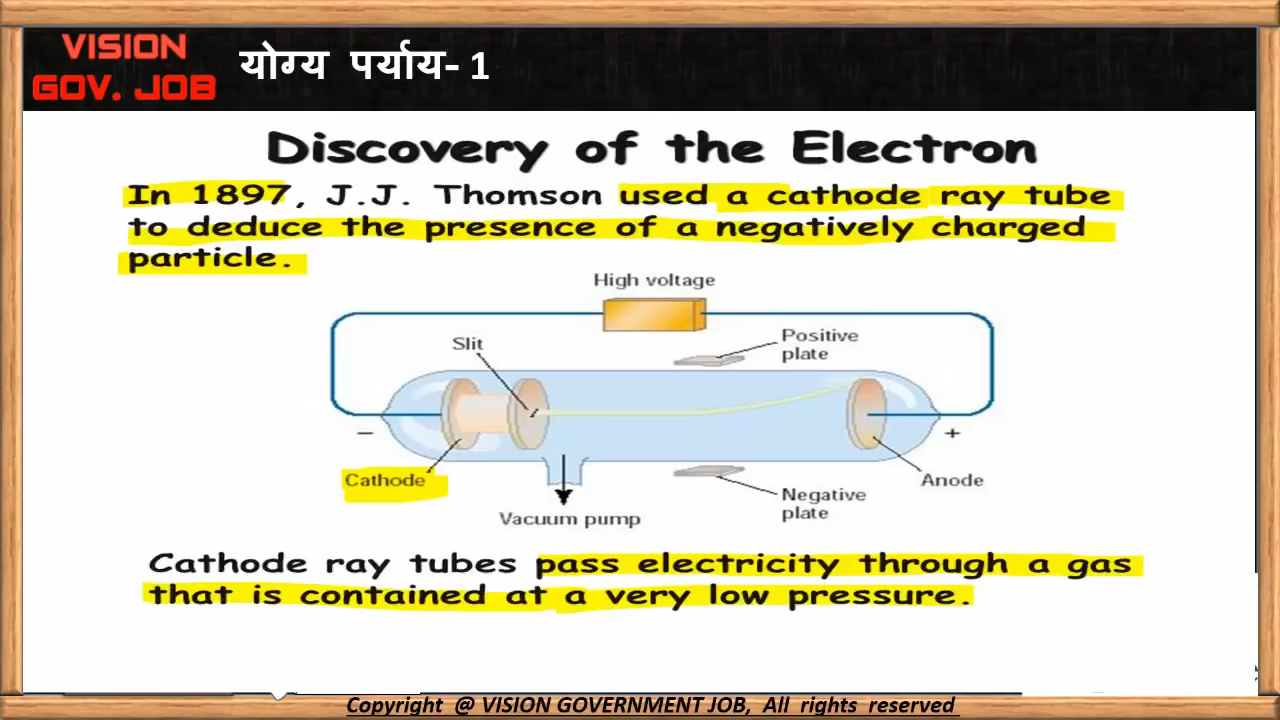 VISION
GOV. JOB
योग्य पर्याय- 1
Discovery of the Electron
In 1897, J.J. Thomson used a cathode ray tube
to deduce the presence of a negatively charged
particle.
High voltage
Slit
Positive
plate
−
+
Cathode
Anode
Negative
plate
Vacuum pump
Cathode ray tubes pass electricity through a gas
that is contained at a very low pressure.
Copyright @ VISION GOVERNMENT JOB, All rights reserved